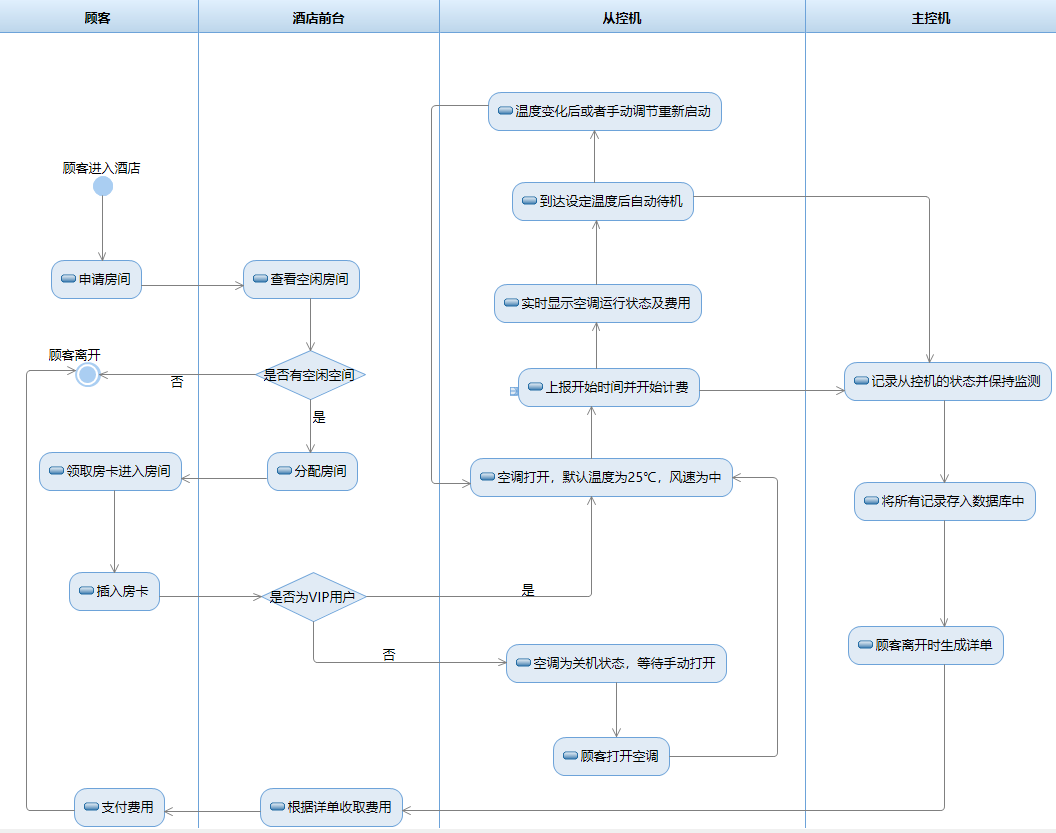 顾客
酒店前台
从控机
主控机
温度变化后或者手动调节重新启动
顾客进入酒店
到达设定温度后自动待机
申请房间
查看空闲房间
实时显示空调运行状态及费用
顾客离开
是否有空闲空间
否
记录从控机的状态并保持监测
上报开始时间并开始计费
是
领取房卡进入房间
分配房间
空调打开，默认温度为25℃，风速为中
将所有记录存入数据库中
插入房卡
是否为VIP用户
是
否
空调为关机状态，等待手动打开
顾客离开时生成详单
顾客打开空调
支付费用
根据详单收取费用